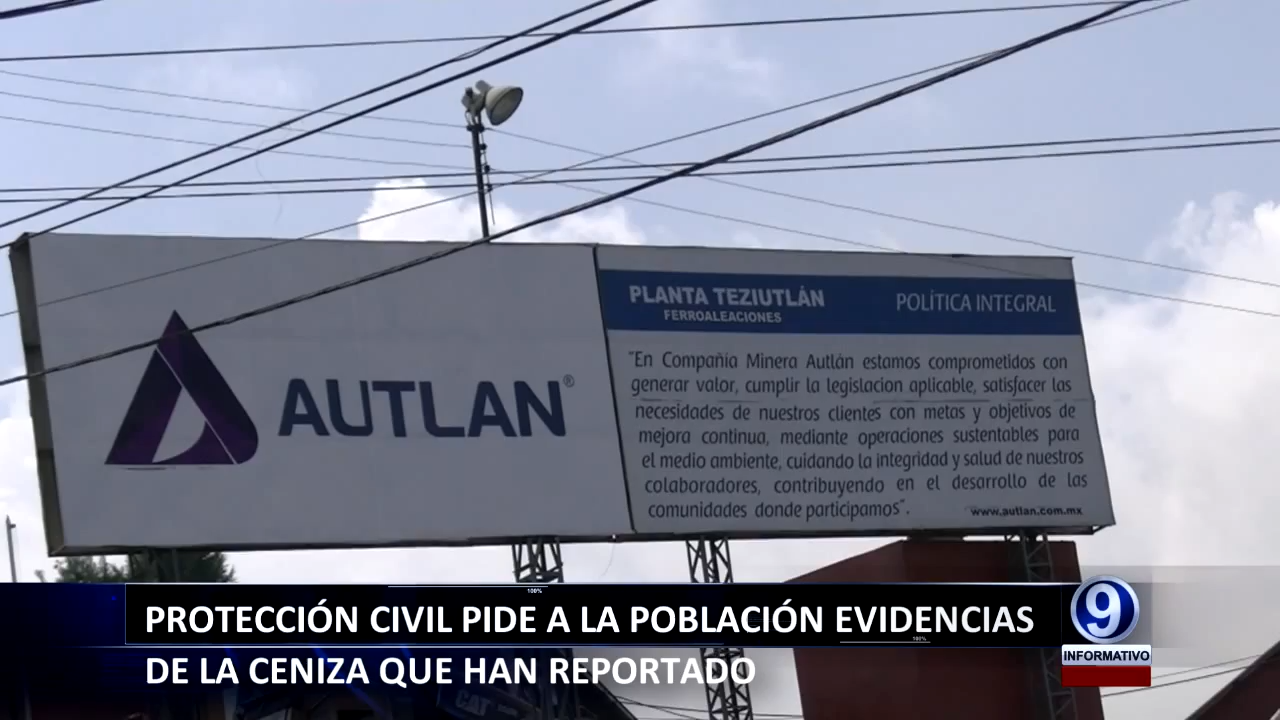 AUTLAN®
PLANTA TEZIUTLÁN
FERROALEACIONES
POLÍTICA INTEGRAL
"En Compañía Minera Autlán estamos comprometidos con
generar valor, cumplir la legislacion aplicable, satisfacer las
necesidades de nuestros clientes con metas y objetivos de
mejora continua, mediante operaciones sustentables para
el medio ambiente, cuidando la integridad y salud de nuestros
colaboradores, contribuyendo en el desarrollo de las
comunidades donde participamos".
www.autlan.com.mx
100%
PROTECCIÓN CIVIL PIDE A LA POBLACIÓN EVIDENCIAS
100%
DE LA CENIZA QUE HAN REPORTADO
9
INFORMATIVO
CAT